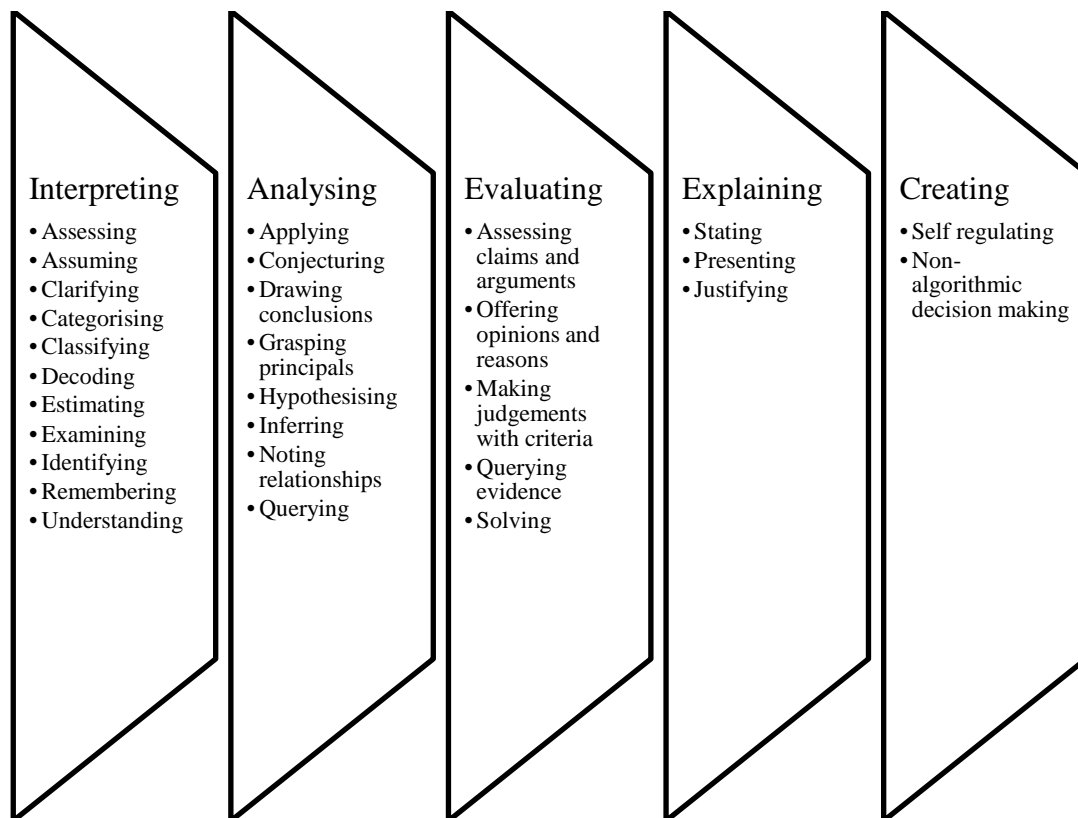 Interpreting
• Assessing
• Assuming
• Clarifying
• Categorising
• Classifying
• Decoding
• Estimating
• Examining
• Identifying
• Remembering
• Understanding
Analysing
• Applying
• Conjecturing
• Drawing
conclusions
• Grasping
principals
• Hypothesising
• Inferring
• Noting
relationships
• Querying
Evaluating
• Assessing
claims and
arguments
• Offering
opinions and
reasons
• Making
judgements
with criteria
• Querying
evidence
• Solving
Explaining
• Stating
• Presenting
• Justifying
Creating
• Self regulating
• Non-
algorithmic
decision making